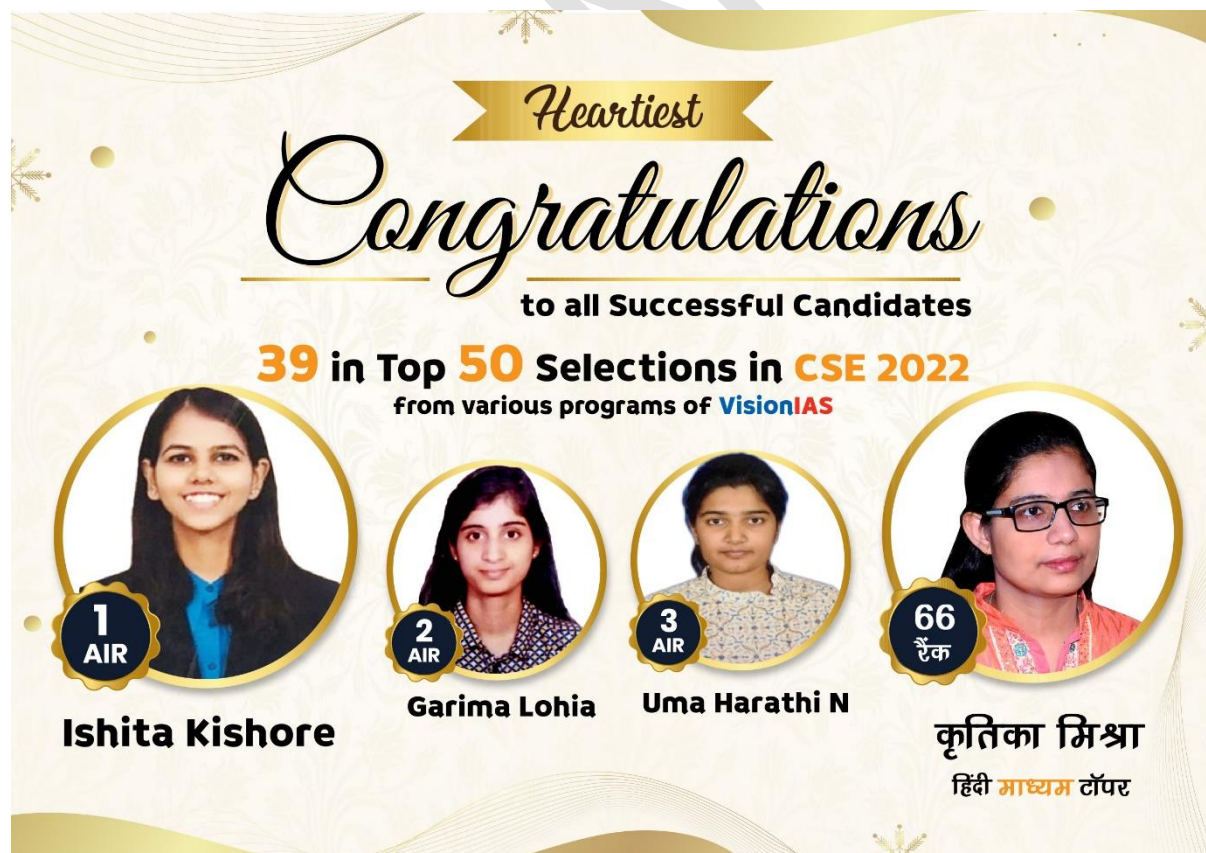 Heartiest
Congratulations
to all Successful Candidates
39 in Top 50 Selections in CSE 2022
from various programs of VisionIAS
1
AIR
2
AIR
3
AIR
66
रैंक
Ishita Kishore
Garima Lohia
Uma Harathi N
कृतिका मिश्रा
हिंदी माध्यम टॉपर